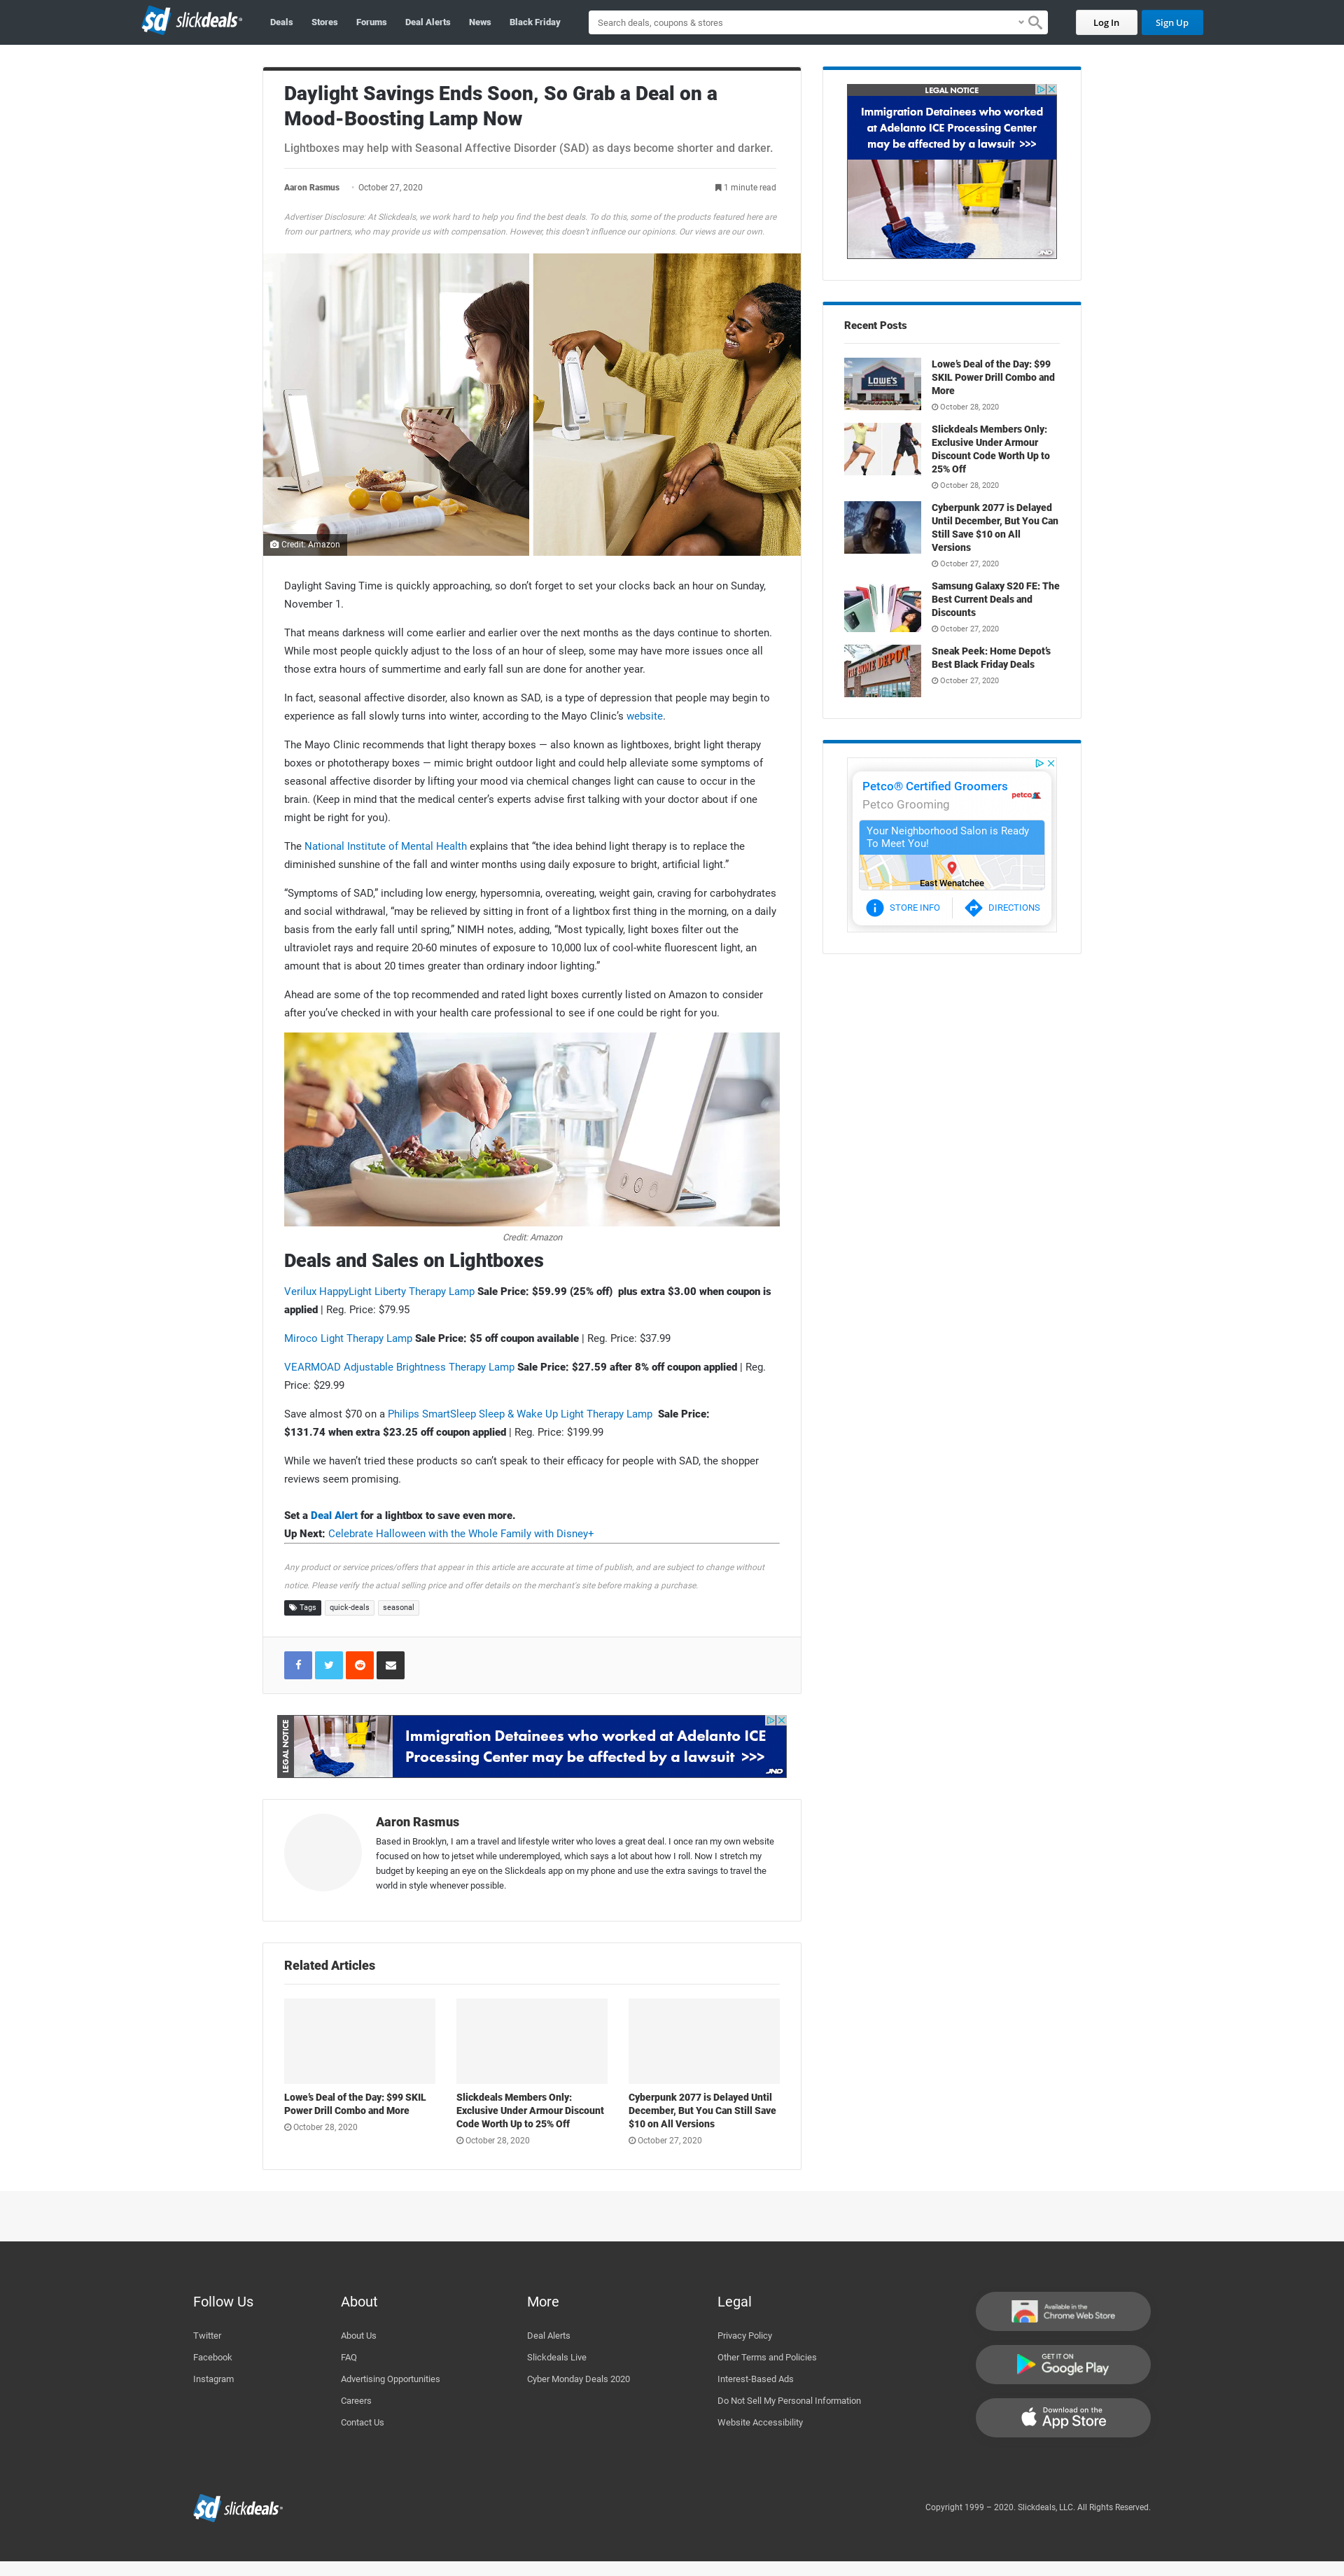 sd slickdeals
Deals
Stores
Forums
Deal Alerts
News
Black Friday
Search deals, coupons & stores
Log In
Sign Up
Daylight Savings Ends Soon, So Grab a Deal on a
Mood-Boosting Lamp Now
Lightboxes may help with Seasonal Affective Disorder (SAD) as days become shorter and darker.
Aaron Rasmus · October 27, 2020
1 minute read
Advertiser Disclosure: At Slickdeals, we work hard to help you find the best deals. To do this, some of the products featured here are
from our partners, who may provide us with compensation. However, this doesn't influence our opinions. Our views are our own.
Credit: Amazon
Daylight Saving Time is quickly approaching, so don’t forget to set your clocks back an hour on Sunday,
November 1.
That means darkness will come earlier and earlier over the next months as the days continue to shorten.
While most people quickly adjust to the loss of an hour of sleep, some may have more issues once all
those extra hours of summertime and early fall sun are done for another year.
In fact, seasonal affective disorder, also known as SAD, is a type of depression that people may begin to
experience as fall slowly turns into winter, according to the Mayo Clinic’s website.
The Mayo Clinic recommends that light therapy boxes — also known as lightboxes, bright light therapy
boxes or phototherapy boxes — mimic bright outdoor light and could help alleviate some symptoms of
seasonal affective disorder by lifting your mood via chemical changes light can cause to occur in the
brain. (Keep in mind that the medical center’s experts advise first talking with your doctor about if one
might be right for you).
The National Institute of Mental Health explains that “the idea behind light therapy is to replace the
diminished sunshine of the fall and winter months using daily exposure to bright, artificial light.”
“Symptoms of SAD,” including low energy, hypersomnia, overeating, weight gain, craving for carbohydrates
and social withdrawal, “may be relieved by sitting in front of a lightbox first thing in the morning, on a daily
basis from the early fall until spring,” NIMH notes, adding, “Most typically, light boxes filter out the
ultraviolet rays and require 20-60 minutes of exposure to 10,000 lux of cool-white fluorescent light, an
amount that is about 20 times greater than ordinary indoor lighting.”
Ahead are some of the top recommended and rated light boxes currently listed on Amazon to consider
after you’ve checked in with your health care professional to see if one could be right for you.
Credit: Amazon
Deals and Sales on Lightboxes
Verilux HappyLight Liberty Therapy Lamp Sale Price: $59.99 (25% off) plus extra $3.00 when coupon is
applied | Reg. Price: $79.95
Miroco Light Therapy Lamp Sale Price: $5 off coupon available | Reg. Price: $37.99
VEARMOAD Adjustable Brightness Therapy Lamp Sale Price: $27.59 after 8% off coupon applied | Reg.
Price: $29.99
Save almost $70 on a Philips SmartSleep Sleep & Wake Up Light Therapy Lamp Sale Price:
$131.74 when extra $23.25 off coupon applied | Reg. Price: $199.99
While we haven’t tried these products so can’t speak to their efficacy for people with SAD, the shopper
reviews seem promising.
Set a Deal Alert for a lightbox to save even more.
Up Next: Celebrate Halloween with the Whole Family with Disney+
Any product or service prices/offers that appear in this article are accurate at time of publish, and are subject to change without
notice. Please verify the actual selling price and offer details on the merchant's site before making a purchase.
Tags
quick-deals
seasonal
LEGAL NOTICE
Immigration Detainees who worked at Adelanto ICE
Processing Center may be affected by a lawsuit >>>
JND
Aaron Rasmus
Based in Brooklyn, I am a travel and lifestyle writer who loves a great deal. I once ran my own website
focused on how to jetset while underemployed, which says a lot about how I roll. Now I stretch my
budget by keeping an eye on the Slickdeals app on my phone and use the extra savings to travel the
world in style whenever possible.
Related Articles
Lowe’s Deal of the Day: $99 SKIL
Power Drill Combo and More
October 28, 2020
Slickdeals Members Only:
Exclusive Under Armour Discount
Code Worth Up to 25% Off
October 28, 2020
Cyberpunk 2077 is Delayed Until
December, But You Can Still Save
$10 on All Versions
October 27, 2020
LEGAL NOTICE
Immigration Detainees who worked
at Adelanto ICE Processing Center
may be affected by a lawsuit >>>
JND
Recent Posts
LOWE'S
Lowe’s Deal of the Day: $99
SKIL Power Drill Combo and
More
October 28, 2020
Slickdeals Members Only:
Exclusive Under Armour
Discount Code Worth Up to
25% Off
October 28, 2020
Cyberpunk 2077 is Delayed
Until December, But You Can
Still Save $10 on All
Versions
October 27, 2020
Samsung Galaxy S20 FE: The
Best Current Deals and
Discounts
October 27, 2020
THE HOME DEPOT
Sneak Peek: Home Depot’s
Best Black Friday Deals
October 27, 2020
Petco® Certified Groomers
Petco Grooming
petco
Your Neighborhood Salon is Ready
To Meet You!
East Wenatchee
STORE INFO
DIRECTIONS
Follow Us
Twitter
Facebook
Instagram
About
About Us
FAQ
Advertising Opportunities
Careers
Contact Us
More
Deal Alerts
Slickdeals Live
Cyber Monday Deals 2020
Legal
Privacy Policy
Other Terms and Policies
Interest-Based Ads
Do Not Sell My Personal Information
Website Accessibility
Available in the
Chrome Web Store
GET IT ON
Google Play
Download on the
App Store
sd slickdeals
Copyright 1999 – 2020. Slickdeals, LLC. All Rights Reserved.